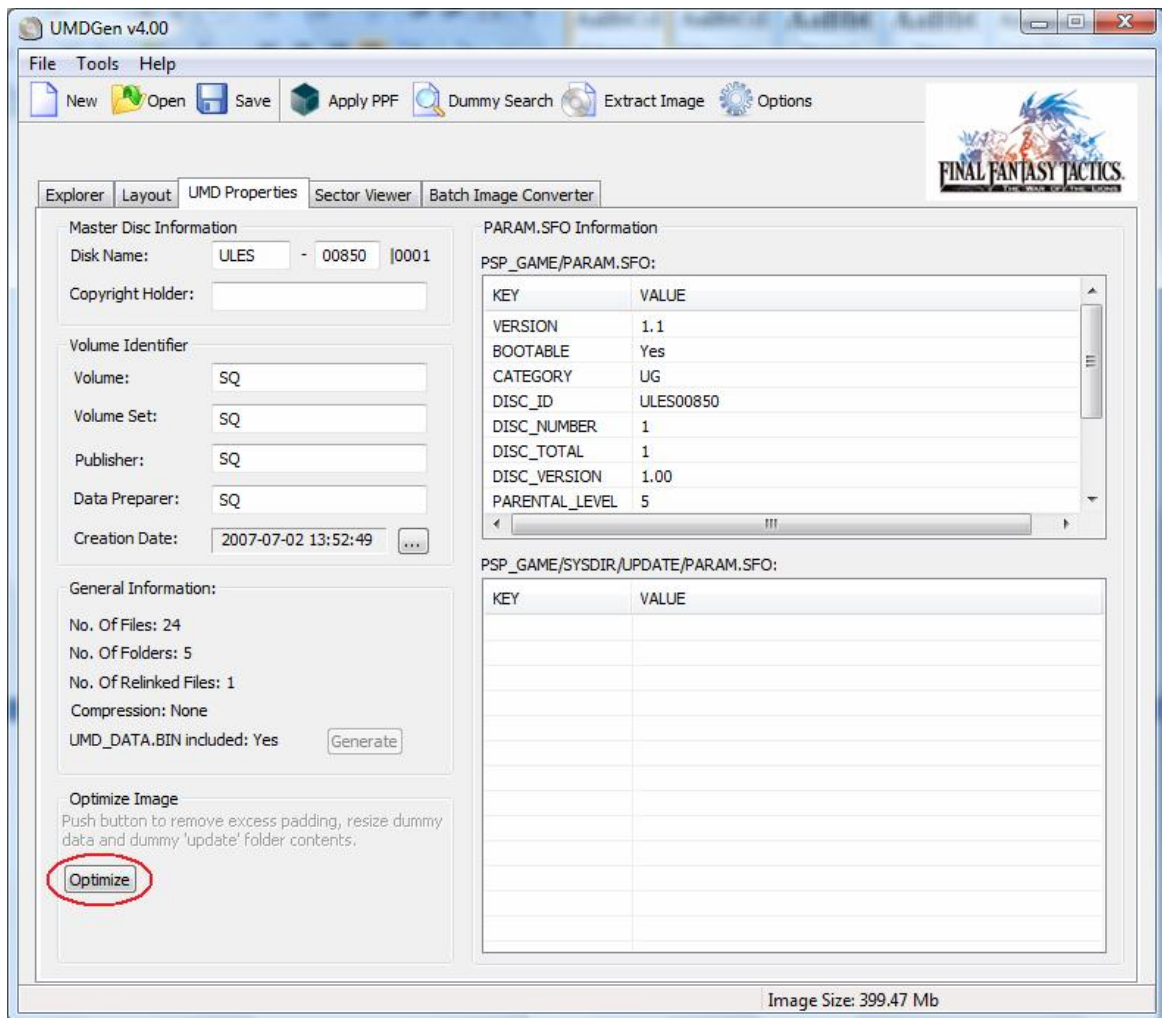 UMDGen v4.00
File Tools Help
New Open Save Apply PPF Dummy Search Extract Image Options
FINAL FANTASY TACTICS.
THE WAR OF THE LIONS
Explorer Layout UMD Properties Sector Viewer Batch Image Converter
Master Disc Information
Disk Name: ULES - 00850 |0001
Copyright Holder:
Volume Identifier
Volume: SQ
Volume Set: SQ
Publisher: SQ
Data Preparer: SQ
Creation Date: 2007-07-02 13:52:49 ...
General Information:
No. Of Files: 24
No. Of Folders: 5
No. Of Relinked Files: 1
Compression: None
UMD_DATA.BIN included: Yes Generate
Optimize Image
Push button to remove excess padding, resize dummy
data and dummy 'update' folder contents.
Optimize
PARAM.SFO Information
PSP_GAME/PARAM.SFO:
KEY VALUE
VERSION 1.1
BOOTABLE Yes
CATEGORY UG
DISC_ID ULES00850
DISC_NUMBER 1
DISC_TOTAL 1
DISC_VERSION 1.00
PARENTAL_LEVEL 5
PSP_GAME/SYSDIR/UPDATE/PARAM.SFO:
KEY VALUE
Image Size: 399.47 Mb